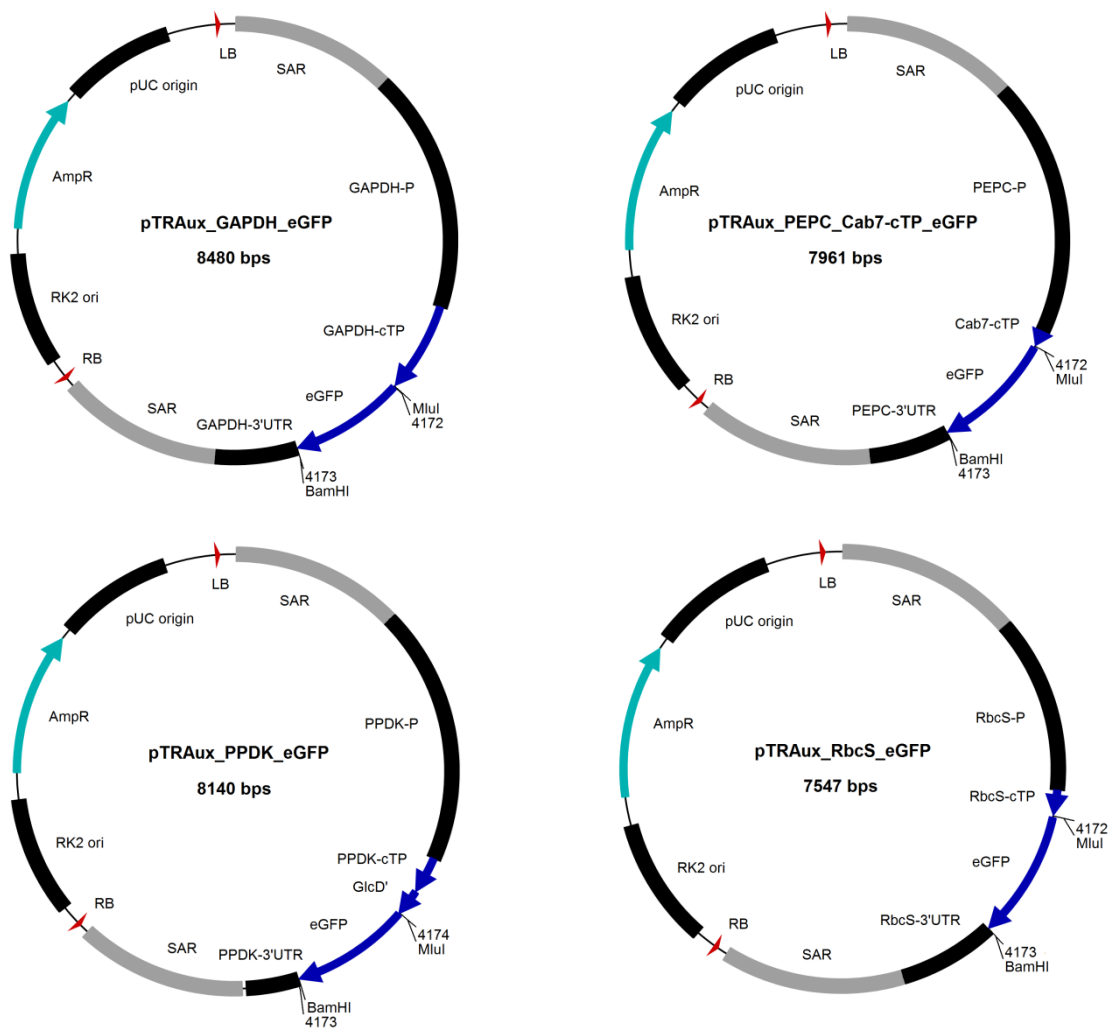 LB
SAR
pUC origin
AmpR
GAPDH-P
pTRAux_GAPDH_eGFP
8480 bps
RK2 ori
GAPDH-cTP
RB
eGFP
MluI
4172
SAR
GAPDH-3'UTR
4173
BamHI
LB
SAR
pUC origin
AmpR
PEPC-P
pTRAux_PEPC_Cab7-cTP_eGFP
7961 bps
RK2 ori
Cab7-cTP
4172
MluI
eGFP
RB
SAR
PEPC-3'UTR
BamHI
4173
LB
SAR
pUC origin
AmpR
PPDK-P
pTRAux_PPDK_eGFP
8140 bps
RK2 ori
PPDK-cTP
GlcD'
RB
eGFP
4174
MluI
SAR
PPDK-3'UTR
BamHI
4173
LB
SAR
pUC origin
AmpR
RbcS-P
pTRAux_RbcS_eGFP
7547 bps
RbcS-cTP
4172
MluI
RK2 ori
eGFP
RB
RbcS-3'UTR
SAR
4173
BamHI